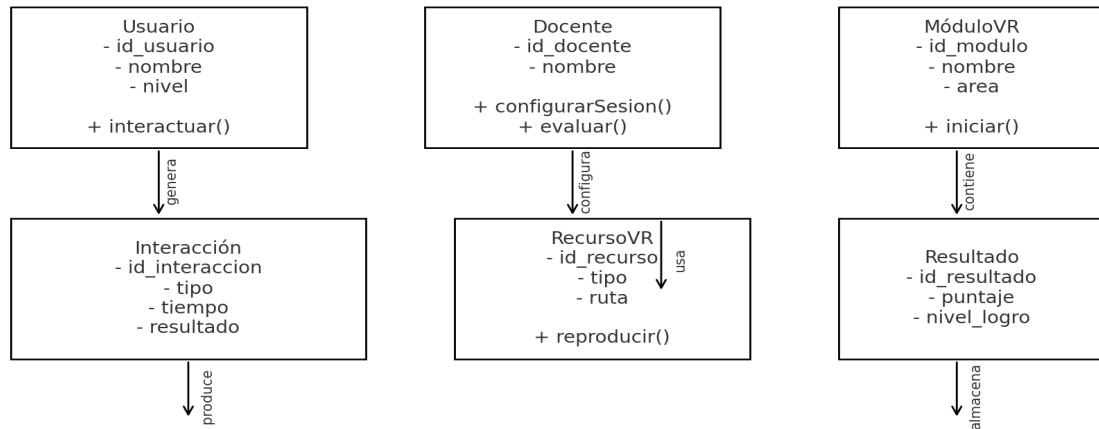 Usuario
- id_usuario
- nombre
- nivel
+ interactuar()
Docente
- id_docente
- nombre
+ configurarSesion()
+ evaluar()
MóduloVR
- id_modulo
- nombre
- area
+ iniciar()
genera
configura
contiene
Interacción
- id_interaccion
- tipo
- tiempo
- resultado
RecursoVR
- id_recurso
- tipo
- ruta
+ reproducir()
usa
Resultado
- id_resultado
- puntaje
- nivel_logro
produce
almacena